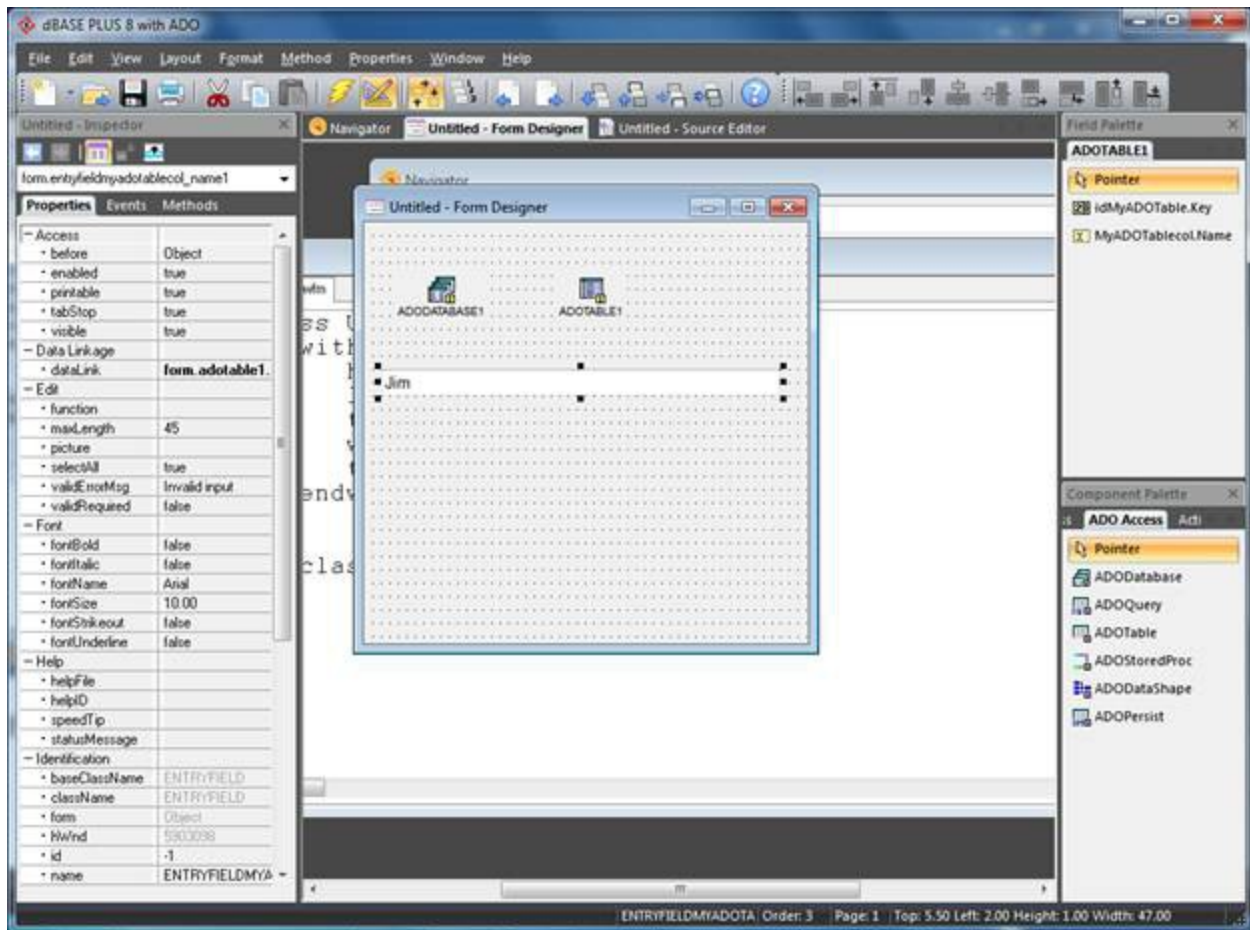 dBASE PLUS 8 with ADO
File Edit View Layout Format Method Properties Window Help
Untitled - Inspector
form.entryfieldmyadotablecol_name1
Properties Events Methods
Access
before Object
enabled true
printable true
tabStop true
visible true
Data Linkage
dataLink form.adotable1.
Edit
function
maxLength 45
picture
selectAll true
validErrorMsg Invalid input
validRequired false
Font
fontBold false
fontItalic false
fontName Arial
fontSize 10.00
fontStrikeout false
fontUnderline false
Help
helpFile
helpID
speedTip
statusMessage
Identification
baseClassName ENTRYFIELD
className ENTRYFIELD
form Object
hWnd
id -1
name ENTRYFIELDMYA
Navigator Untitled - Form Designer Untitled - Source Editor
Navigator
Untitled - Form Designer
ADODATABASE1 ADOTABLE1
Jim
ss
with
endw
clas
Field Palette
ADOTABLE1
Pointer
idMyADOTable.Key
MyADOTablecol.Name
Component Palette
s ADO Access Acti
Pointer
ADODatabase
ADOQuery
ADOTable
ADOStoredProc
ADODataShape
ADOPersist
ENTRYFIELDMYADOTA Order: 3 Page: 1 Top: 5.50 Left: 2.00 Height: 1.00 Width: 47.00